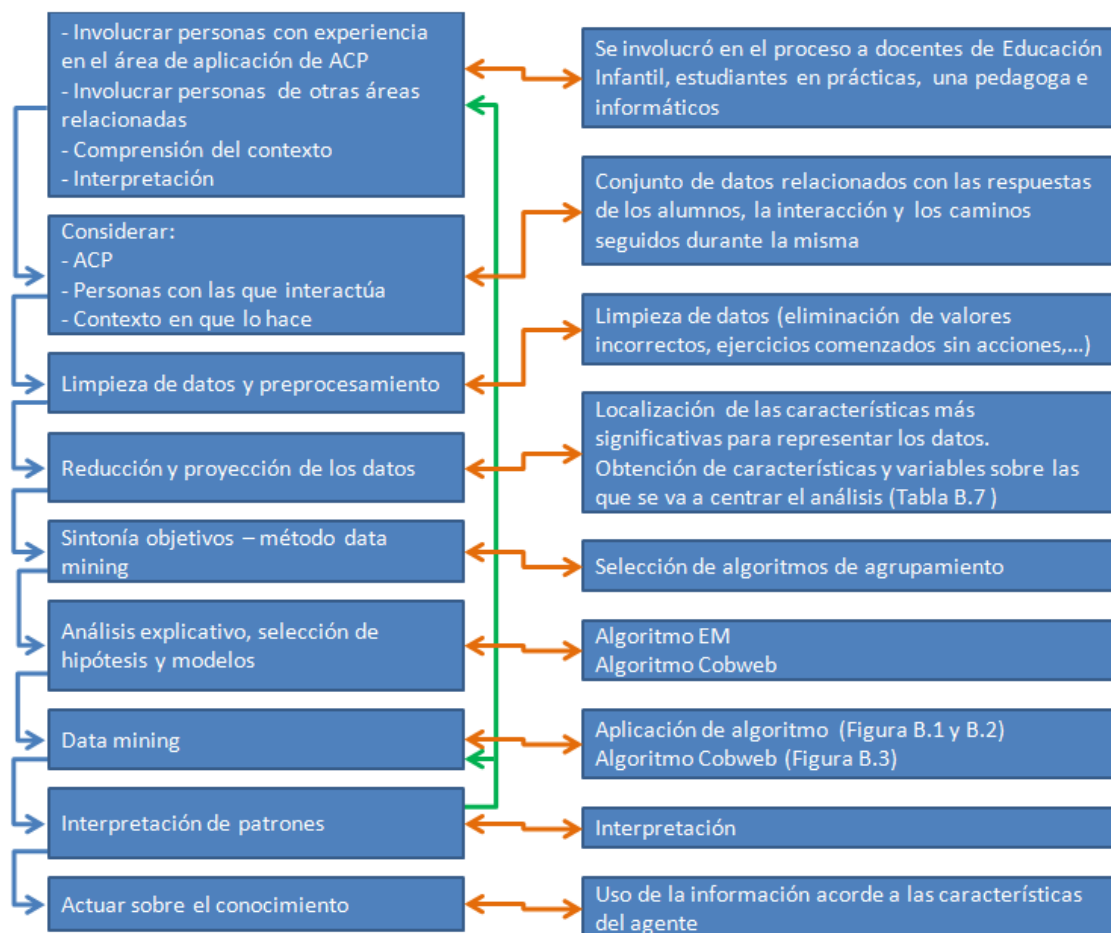 - Involucrar personas con experiencia
en el área de aplicación de ACP
- Involucrar personas de otras áreas
relacionadas
- Comprensión del contexto
- Interpretación
Se involucró en el proceso a docentes de Educación
Infantil, estudiantes en prácticas, una pedagoga e
informáticos
Considerar:
- ACP
- Personas con las que interactúa
- Contexto en que lo hace
Conjunto de datos relacionados con las respuestas
de los alumnos, la interacción y los caminos
seguidos durante la misma
Limpieza de datos y preprocesamiento
Limpieza de datos (eliminación de valores
incorrectos, ejercicios comenzados sin acciones,...)
Reducción y proyección de los datos
Localización de las características más
significativas para representar los datos.
Obtención de características y variables sobre las
que se va a centrar el análisis (Tabla B.7 )
Sintonía objetivos – método data
mining
Selección de algoritmos de agrupamiento
Análisis explicativo, selección de
hipótesis y modelos
Algoritmo EM
Algoritmo Cobweb
Data mining
Aplicación de algoritmo (Figura B.1 y B.2)
Algoritmo Cobweb (Figura B.3)
Interpretación de patrones
Interpretación
Actuar sobre el conocimiento
Uso de la información acorde a las características
del agente